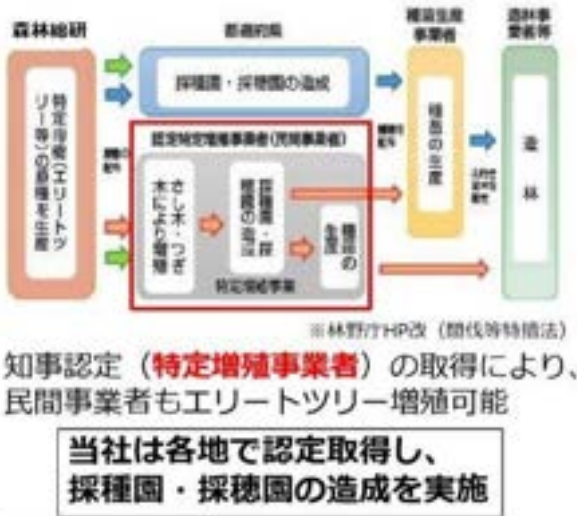 森林総研
都道府県
種苗生産
事業者
造林事
業者等
特定母樹(エリートツ
リー等)の原種を生産
採種園・採穂園の造成
認定特定増殖事業者(民間事業者)
さし木・つぎ
木により増殖
採種園・採
穂園の造成
種苗の
生産
特定増殖事業
種苗の生産
造林
※林野庁HP改(間伐等特措法)
知事認定(特定増殖事業者)の取得により、
民間事業者もエリートツリー増殖可能
当社は各地で認定取得し、
採種園・採穂園の造成を実施